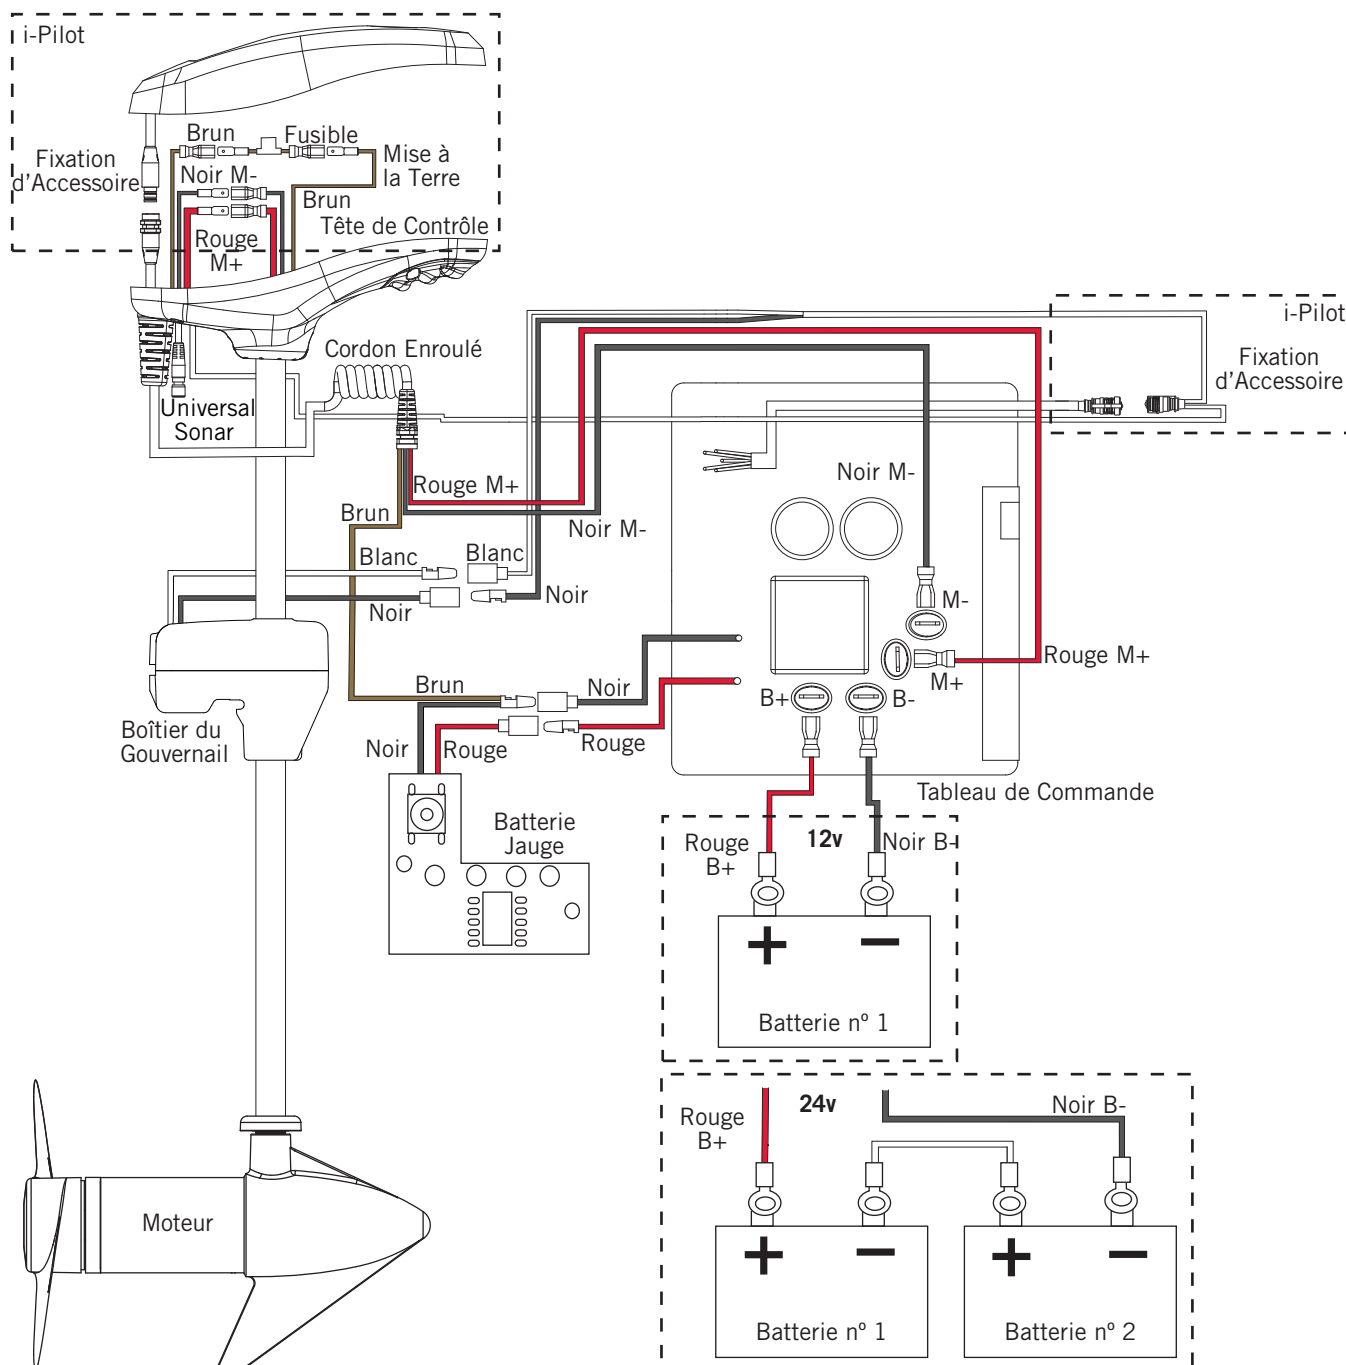 i-Pilot
Brun
Fusible
Fixation
d'Accessoire
Noir M-
Mise à
la Terre
Brun
Rouge
M+
Tête de Contrôle
i-Pilot
Fixation
d'Accessoire
Cordon Enroulé
Universal
Sonar
Rouge M+
Noir M-
Brun
Noir M-
Blanc
Blanc
Noir
Noir
M-
Rouge M+
M+
Brun
Noir
B+
B-
Boîtier du
Gouvernail
Noir
Rouge
Rouge
Tableau de Commande
Batterie
Jauge
Rouge
B+
12v
Noir B-
Batterie nº 1
Rouge
B+
24v
Noir B-
Moteur
Batterie nº 1
Batterie nº 2